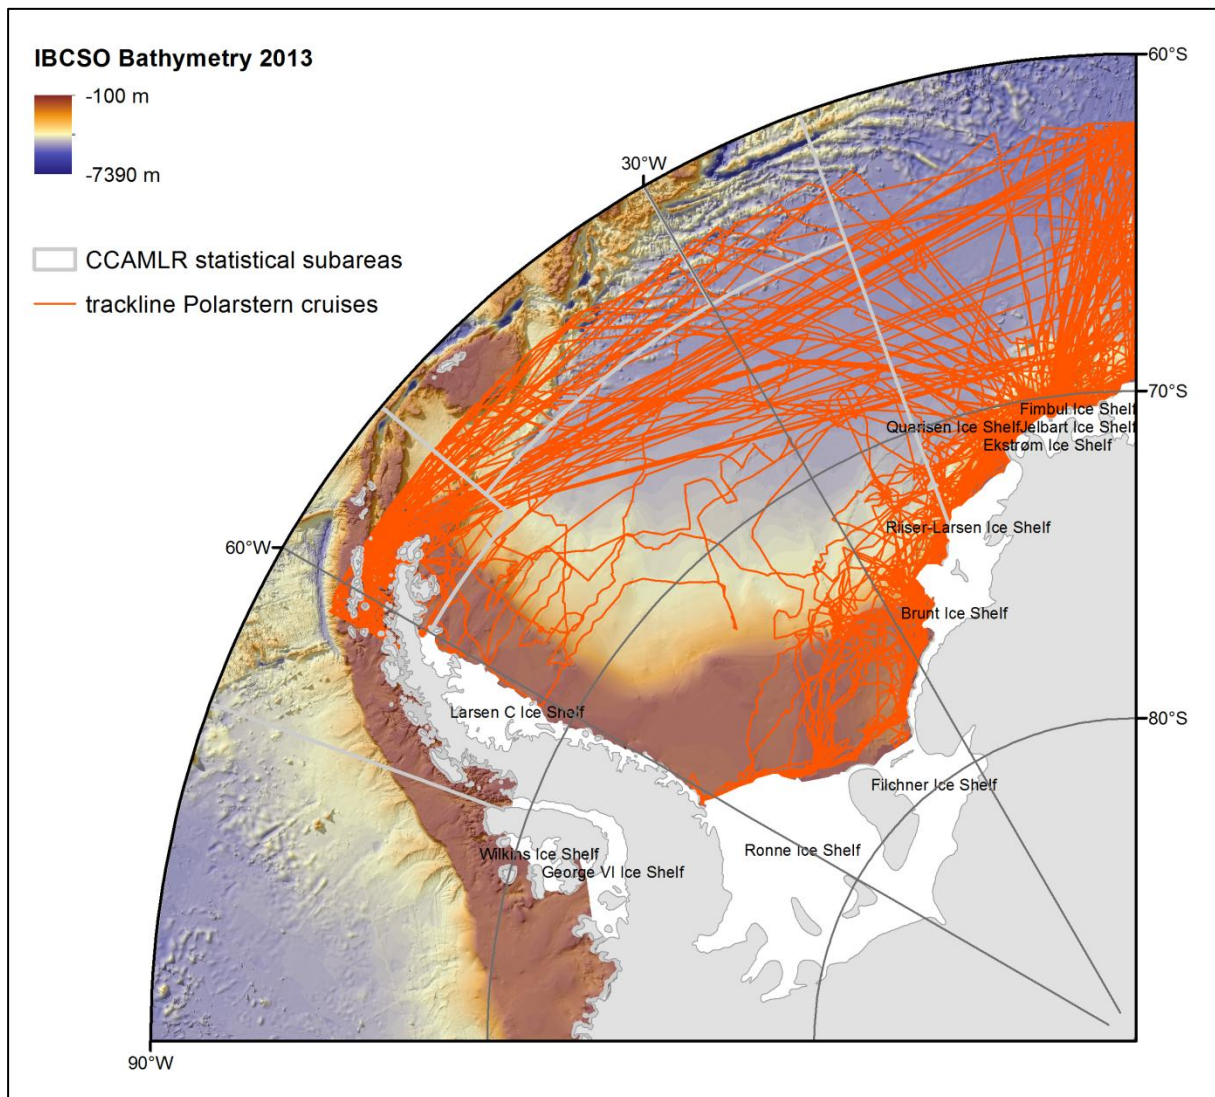 IBCSO Bathymetry 2013
-100 m
-7390 m
CCAMLR statistical subareas
trackline Polarstern cruises
60°S
30°W
70°S
Fimbul Ice Shelf
Quarisen Ice Shelf
Jelbart Ice Shelf
Ekstrøm Ice Shelf
Riiser-Larsen Ice Shelf
60°W
Brunt Ice Shelf
Larsen C Ice Shelf
80°S
Filchner Ice Shelf
Ronne Ice Shelf
Wilkins Ice Shelf
George VI Ice Shelf
90°W